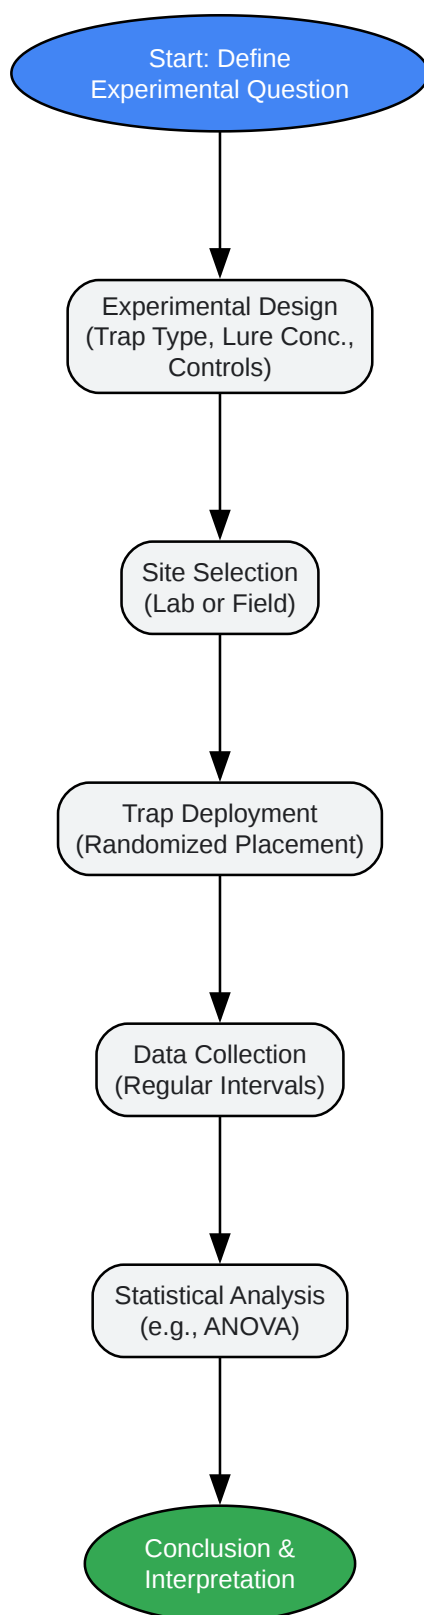 Start: Define
Experimental Question
Experimental Design
(Trap Type, Lure Conc.,
Controls)
Site Selection
(Lab or Field)
Trap Deployment
(Randomized Placement)
Data Collection
(Regular Intervals)
Statistical Analysis
(e.g., ANOVA)
Conclusion &
Interpretation